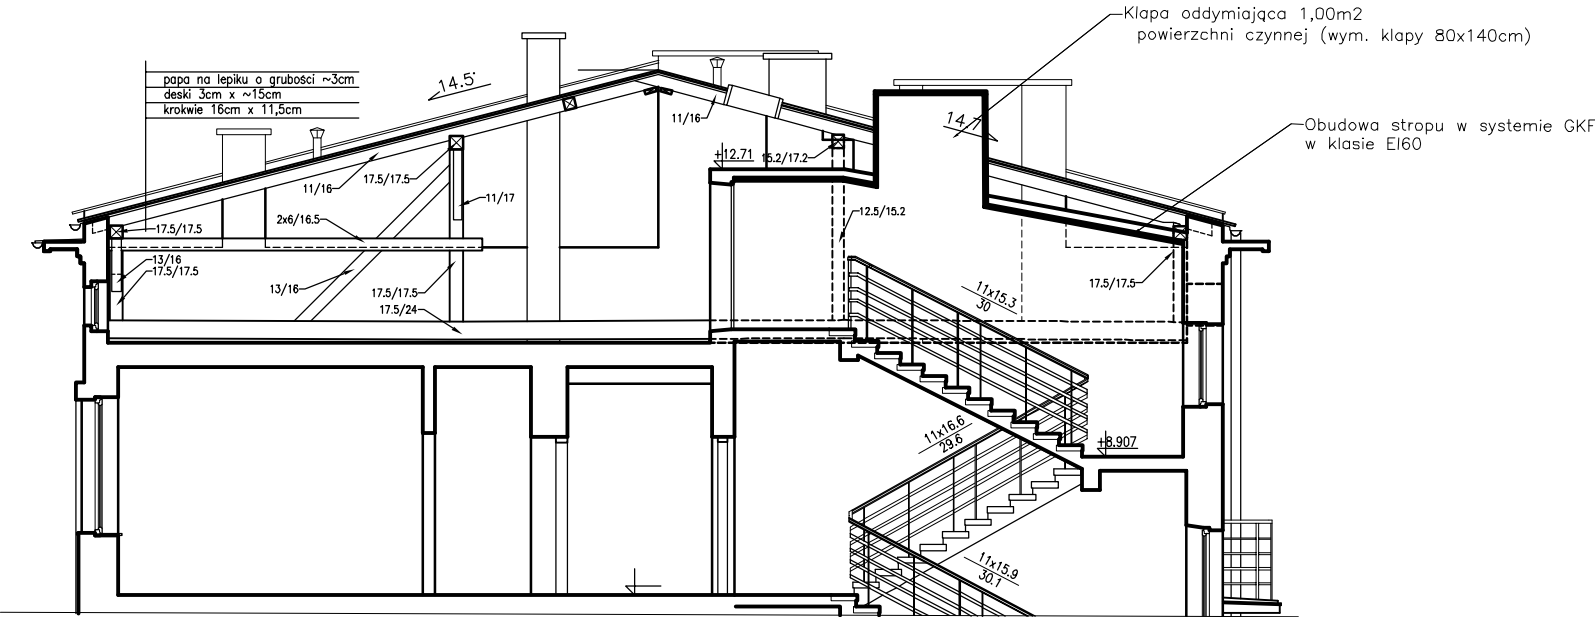 Klapa oddymiająca 1,00m2
powierzchni czynnej (wym. klapy 80x140cm)
papa na lepiku o grubości ~3cm
deski 3cm x ~15cm
krokwie 16cm x 11,5cm
14.5°
11/16
Obudowa stropu w systemie GKF
w klasie EI60
+12.71
15.2/17.2
17.5/17.5
11/16
11/17
2x6/16.5
12.5/15.2
17.5/17.5
13/16
17.5/17.5
13/16
17.5/17.5
17.5/24
17.5/17.5
11x15.3
30
11x16.6
29.6
+8.907
11x15.9
30.1